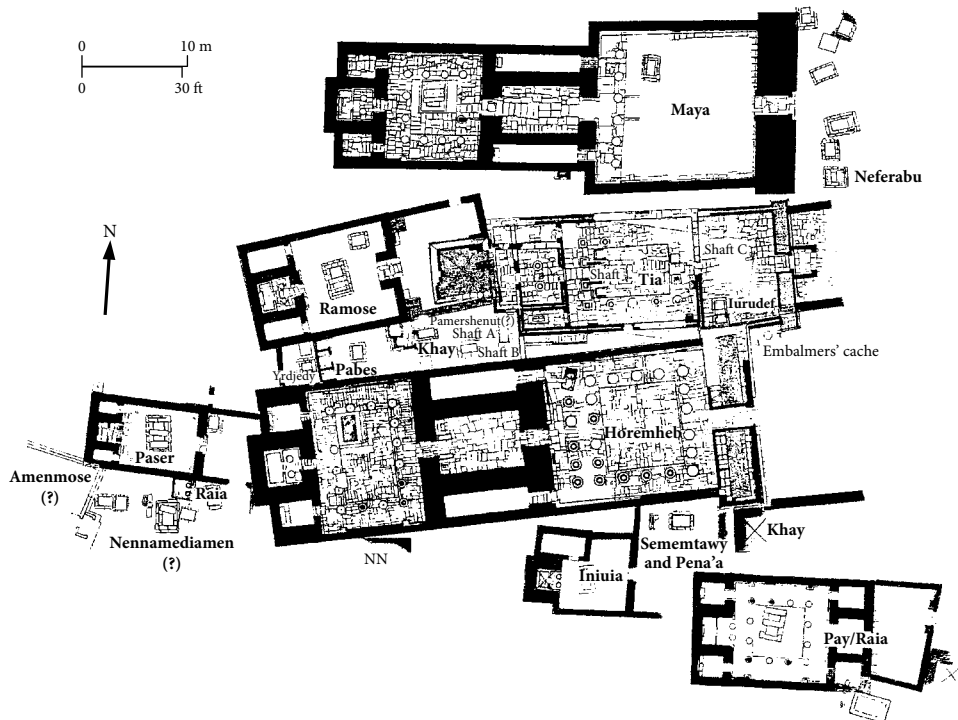 0 10 m
0 30 ft
N
Maya
Neferabu
Shaft C
Shaft
Tia
Ramose
Iurudef
Pamershenut(?)
Shaft A
Khay
Shaft B
Embalmers’ cache
Yrdjedy
Pabes
Horemheb
Paser
Amenmose
(?)
Raia
Nennamediamen
(?)
NN
Khay
Sememtawy
and Pena’a
Iniuia
Pay/Raia